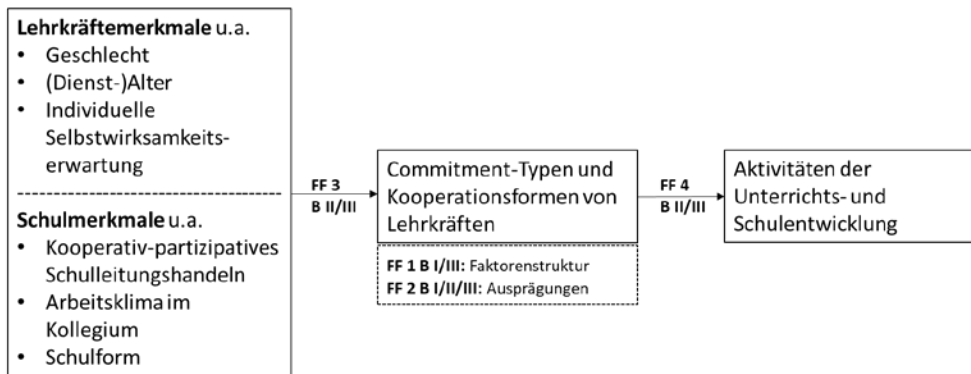 Lehrkräftemerkmale u.a.
• Geschlecht
• (Dienst-)Alter
• Individuelle
Selbstwirksamkeits-
erwartung
Schulmerkmale u.a.
• Kooperativ-partizipatives
Schulleitungshandeln
• Arbeitsklima im
Kollegium
• Schulform
FF 3
B II/III
Commitment-Typen und
Kooperationsformen von
Lehrkräften
FF 1 B I/III: Faktorenstruktur
FF 2 B I/II/III: Ausprägungen
FF 4
B II/III
Aktivitäten der
Unterrichts- und
Schulentwicklung